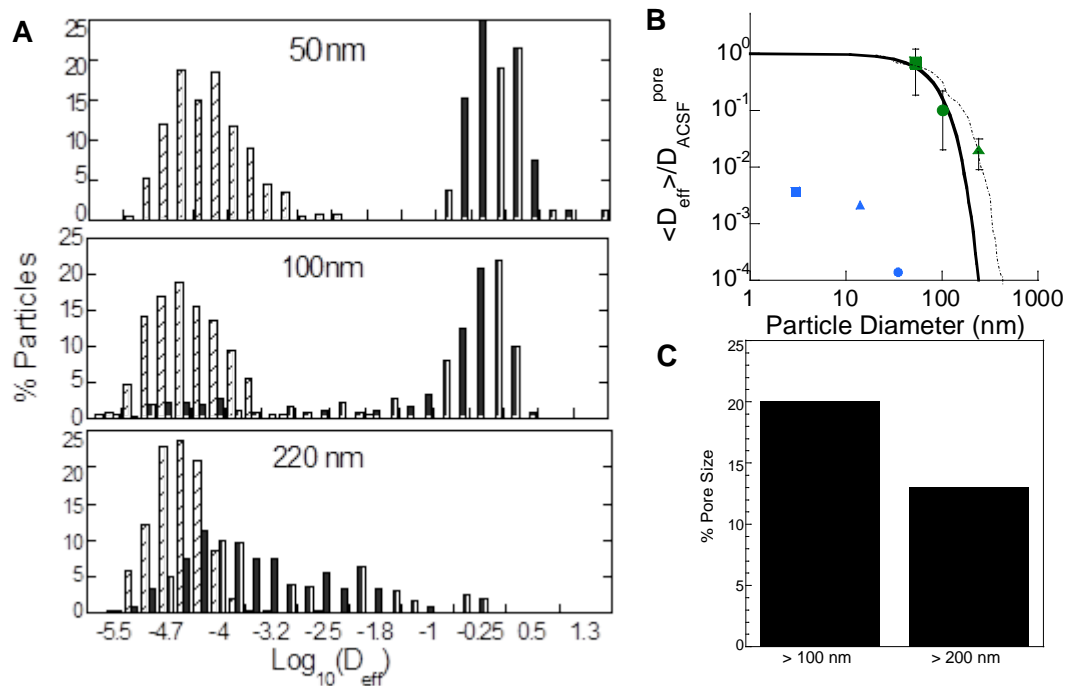 A
50 nm
25
20
15
10
5
0
100nm
25
20
15
10
5
0
220 nm
25
20
15
10
5
0
-5.5 -4.7 -4 -3.2 -2.5 -1.8 -1 -0.25 0.5 1.3
Log10(Deff)
% Particles
B
10^0
10^-1
10^-2
10^-3
10^-4
1 10 100 1000
Particle Diameter (nm)
<Deff>/D_ACSF^pore
C
25
20
15
10
5
0
% Pore Size
> 100 nm > 200 nm